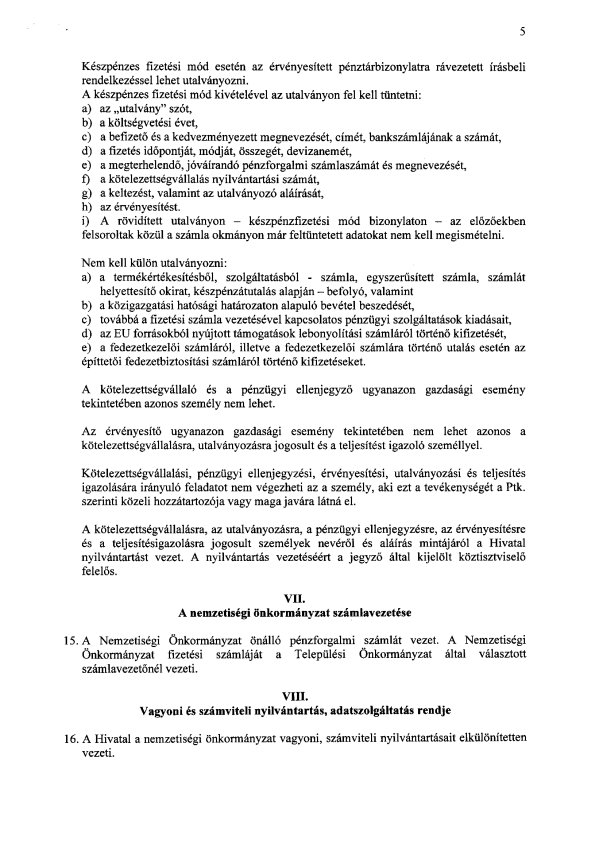 5
Készpénzes fizetési mód esetén az érvényesített pénztárbizonylatra rávezetett írásbeli
rendelkezéssel lehet utalványozni.
A készpénzes fizetési mód kivételével az utalványon fel kell tüntetni:
a) az „utalvány” szót,
b) a költségvetési évet,
c) a befizető és a kedvezményezett megnevezését, címét, bankszámlájának a számát,
d) a fizetés időpontját, módját, összegét, devizanemét,
e) a megterhelendő, jóváírandó pénzforgalmi számlaszámát és megnevezését,
f) a kötelezettségvállalás nyilvántartási számát,
g) a keltezést, valamint az utalványozó aláírását,
h) az érvényesítést.
i) A rövidített utalványon – készpénzfizetési mód bizonylaton – az előzőekben
felsoroltak közül a számla okmányon már feltüntetett adatokat nem kell megismételni.
Nem kell külön utalványozni:
a) a termékértékesítésből, szolgáltatásból - számla, egyszerűsített számla, számlát
helyettesítő okirat, készpénzátutalás alapján – befolyó, valamint
b) a közigazgatási hatósági határozaton alapuló bevétel beszedését,
c) továbbá a fizetési számla vezetésével kapcsolatos pénzügyi szolgáltatások kiadásait,
d) az EU forrásokból nyújtott támogatások lebonyolítási számláról történő kifizetését,
e) a fedezetkezelői számláról, illetve a fedezetkezelői számlára történő utalás esetén az
építtetői fedezetbiztosítási számláról történő kifizetéseket.
A kötelezettségvállaló és a pénzügyi ellenjegyző ugyanazon gazdasági esemény
tekintetében azonos személy nem lehet.
Az érvényesítő ugyanazon gazdasági esemény tekintetében nem lehet azonos a
kötelezettségvállalásra, utalványozásra jogosult és a teljesítést igazoló személlyel.
Kötelezettségvállalási, pénzügyi ellenjegyzési, érvényesítési, utalványozási és teljesítés
igazolására irányuló feladatot nem végezheti az a személy, aki ezt a tevékenységét a Ptk.
szerinti közeli hozzátartozója vagy maga javára látná el.
A kötelezettségvállalásra, az utalványozásra, a pénzügyi ellenjegyzésre, az érvényesítésre
és a teljesítésigazolásra jogosult személyek nevéről és aláírás mintájáról a Hivatal
nyilvántartást vezet. A nyilvántartás vezetéséért a jegyző által kijelölt köztisztviselő
felelős.
VII.
A nemzetiségi önkormányzat számlavezetése
15. A Nemzetiségi Önkormányzat önálló pénzforgalmi számlát vezet. A Nemzetiségi
Önkormányzat fizetési számláját a Települési Önkormányzat által választott
számlavezetőnél vezeti.
VIII.
Vagyoni és számviteli nyilvántartás, adatszolgáltatás rendje
16. A Hivatal a nemzetiségi önkormányzat vagyoni, számviteli nyilvántartásait elkülönítetten
vezeti.